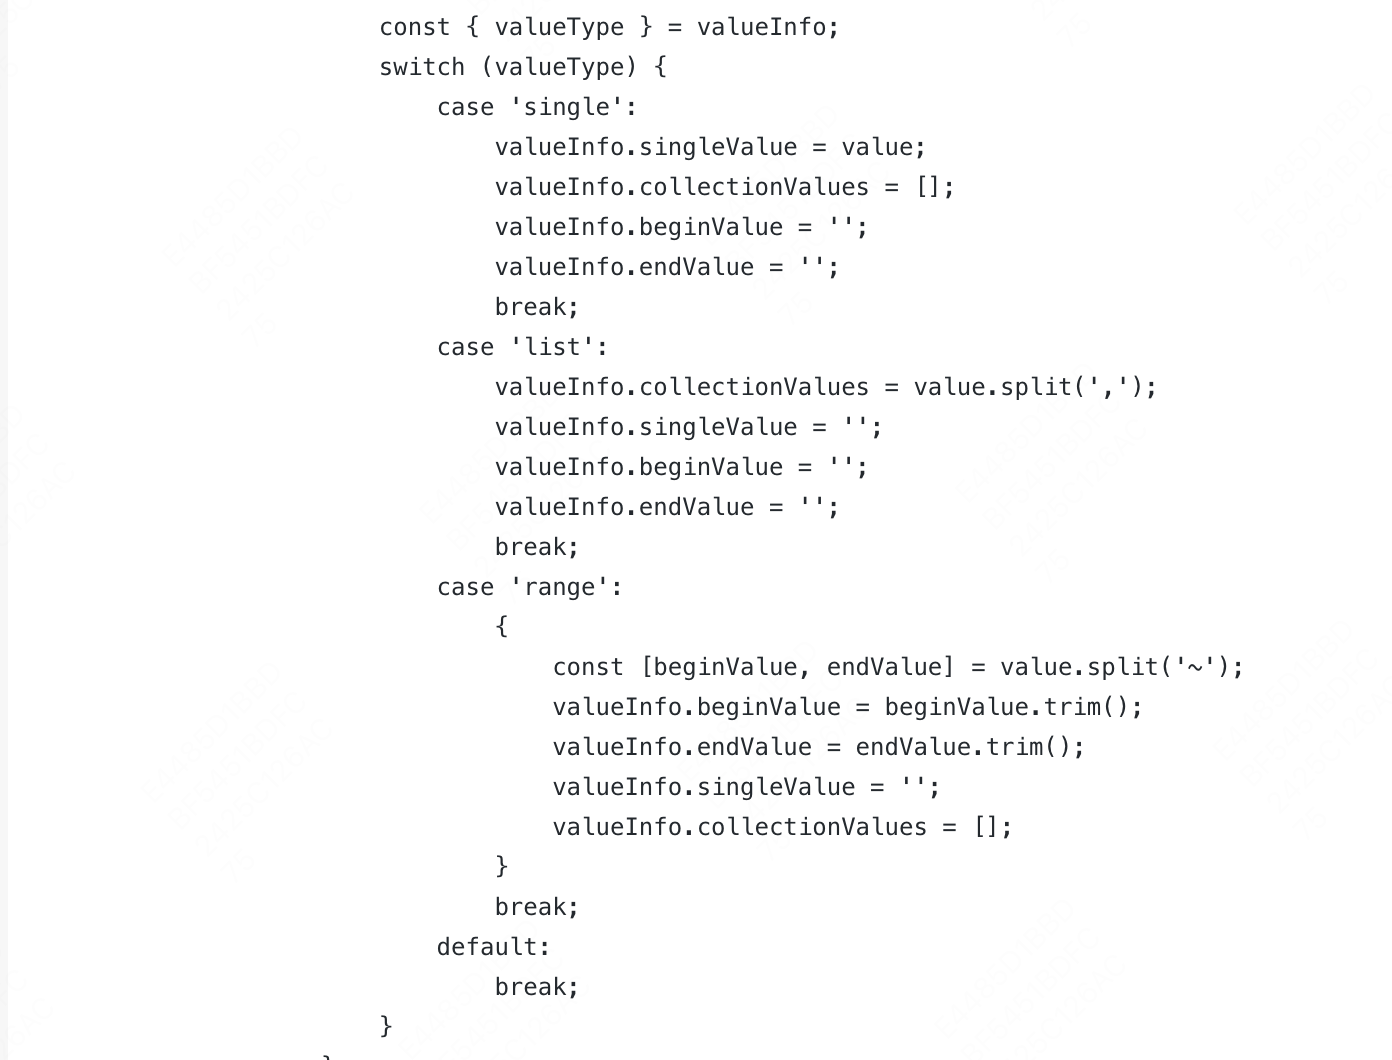 const { valueType } = valueInfo;
switch (valueType) {
case 'single':
valueInfo.singleValue = value;
valueInfo.collectionValues = [];
valueInfo.beginValue = '';
valueInfo.endValue = '';
break;
case 'list':
valueInfo.collectionValues = value.split(',');
valueInfo.singleValue = '';
valueInfo.beginValue = '';
valueInfo.endValue = '';
break;
case 'range':
{
const [beginValue, endValue] = value.split('~');
valueInfo.beginValue = beginValue.trim();
valueInfo.endValue = endValue.trim();
valueInfo.singleValue = '';
valueInfo.collectionValues = [];
}
break;
default:
break;
}